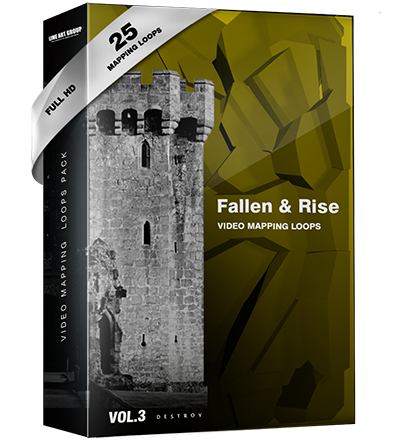 LIME ART GROUP
25
MAPPING LOOPS
FULL HD
VIDEO MAPPING LOOPS PACK
Fallen & Rise
VIDEO MAPPING LOOPS
VOL.3 DESTROY